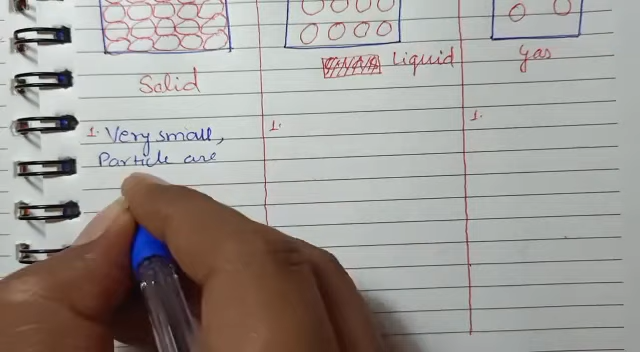 Solid
Liquid
Gas
1. Very small,
Particle are
1.
1.